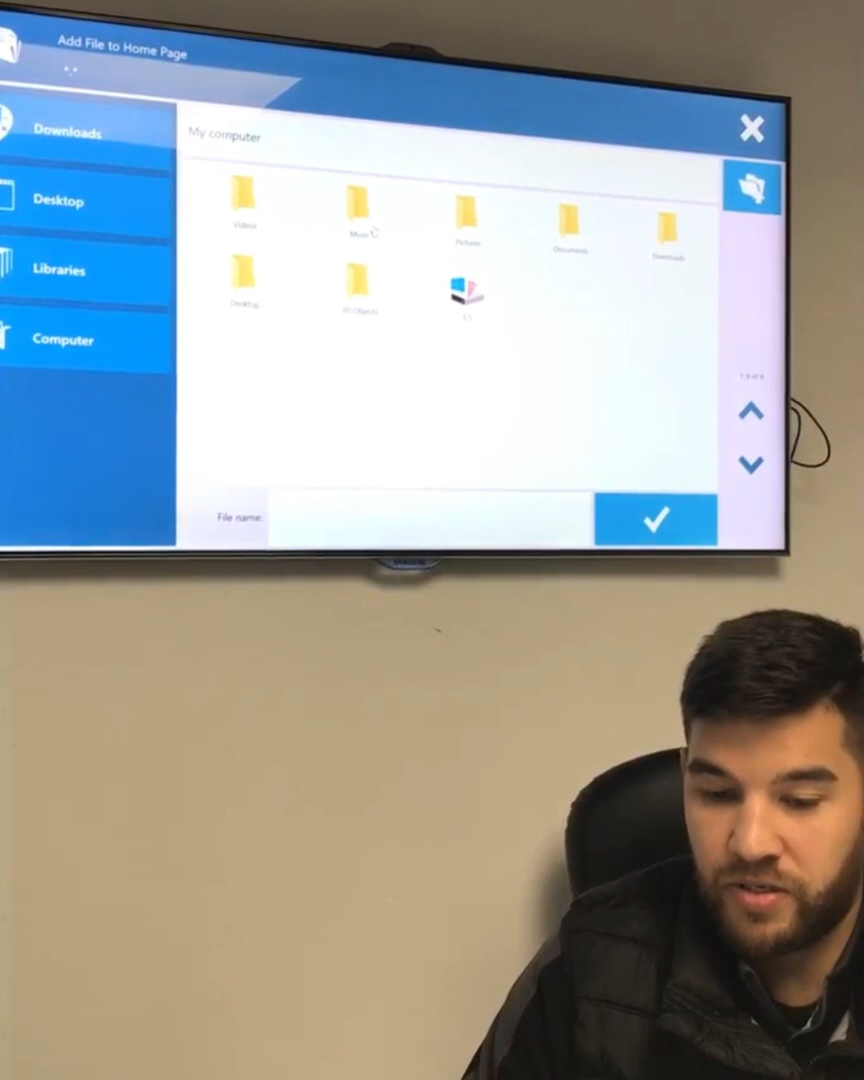 Add File to Home Page
Downloads
My computer
Desktop
Libraries
Computer
Videos
Music
Pictures
Documents
Downloads
Desktop
3D Objects
C:\
File name:
SAMSUNG